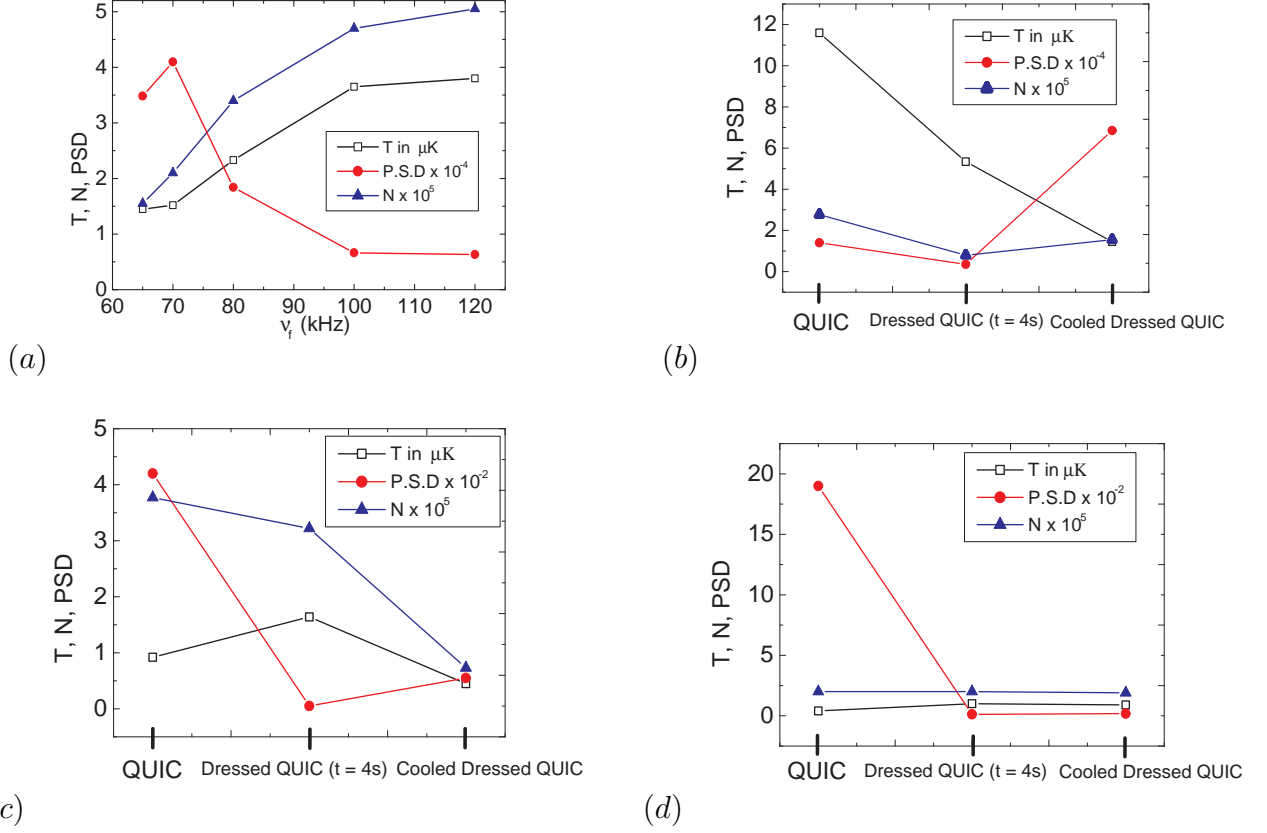 5
4
3
2
1
0
T, N, PSD
T in μK
P.S.D x 10-4
N x 10^5
60 70 80 90 100 110 120
νf (kHz)
(a)
12
10
8
6
4
2
0
T, N, PSD
T in μK
P.S.D x 10-4
N x 10^5
QUIC Dressed QUIC (t = 4s) Cooled Dressed QUIC
(b)
5
4
3
2
1
0
T, N, PSD
T in μK
P.S.D x 10-2
N x 10^5
QUIC Dressed QUIC (t = 4s) Cooled Dressed QUIC
c)
20
15
10
5
0
T, N, PSD
T in μK
P.S.D x 10-2
N x 10^5
QUIC Dressed QUIC (t = 4s) Cooled Dressed QUIC
(d)